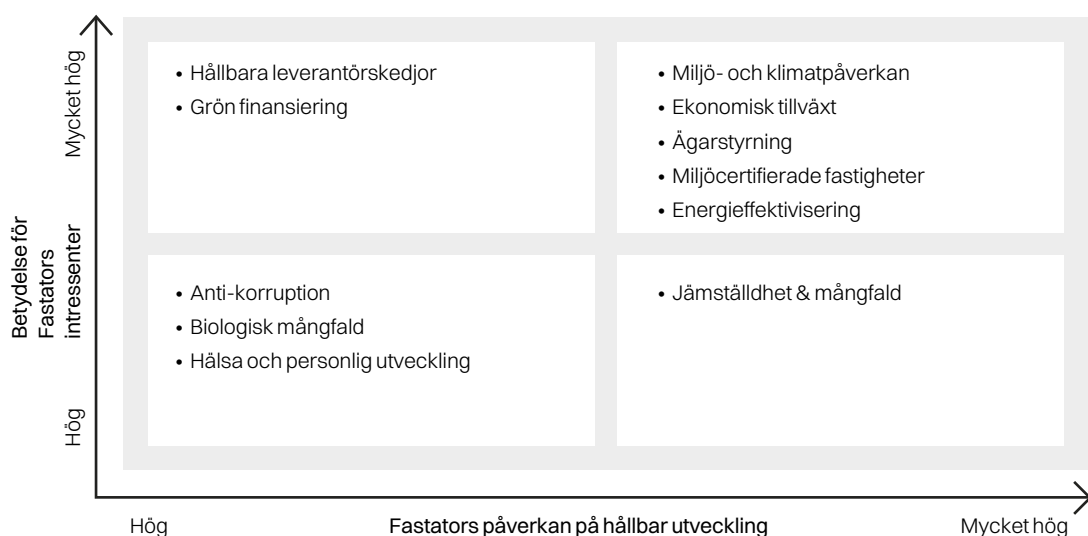 Mycket hög
Betydelse för
Fastators
intressenter
Hög
• Hållbara leverantörskedjor
• Grön finansiering
• Miljö- och klimatpåverkan
• Ekonomisk tillväxt
• Ägarstyrning
• Miljöcertifierade fastigheter
• Energieffektivisering
• Anti-korruption
• Biologisk mångfald
• Hälsa och personlig utveckling
• Jämställdhet & mångfald
Hög
Fastators påverkan på hållbar utveckling
Mycket hög